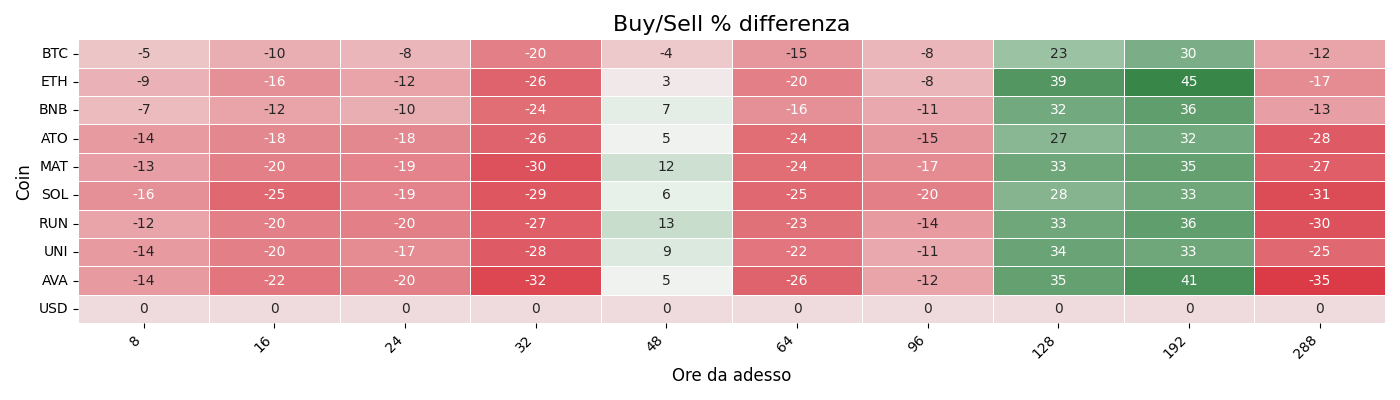 Buy/Sell % differenza
Coin
BTC -5 -10 -8 -20 -4 -15 -8 23 30 -12
ETH -9 -16 -12 -26 3 -20 -8 39 45 -17
BNB -7 -12 -10 -24 7 -16 -11 32 36 -13
ATO -14 -18 -18 -26 5 -24 -15 27 32 -28
MAT -13 -20 -19 -30 12 -24 -17 33 35 -27
SOL -16 -25 -19 -29 6 -25 -20 28 33 -31
RUN -12 -20 -20 -27 13 -23 -14 33 36 -30
UNI -14 -20 -17 -28 9 -22 -11 34 33 -25
AVA -14 -22 -20 -32 5 -26 -12 35 41 -35
USD 0 0 0 0 0 0 0 0 0 0
8 16 24 32 48 64 96 128 192 288
Ore da adesso